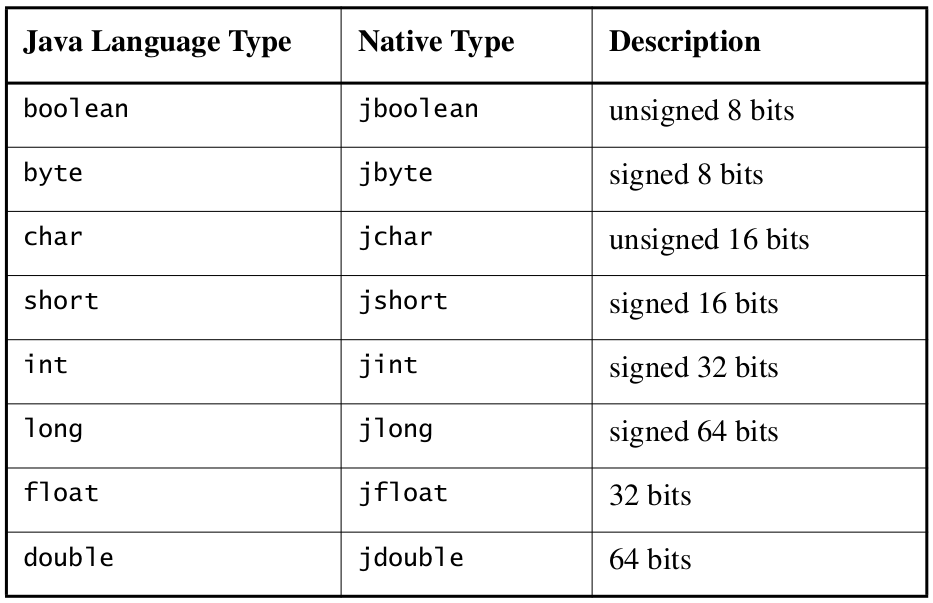 Java Language Type Native Type Description
boolean jboolean unsigned 8 bits
byte jbyte signed 8 bits
char jchar unsigned 16 bits
short jshort signed 16 bits
int jint signed 32 bits
long jlong signed 64 bits
float jfloat 32 bits
double jdouble 64 bits